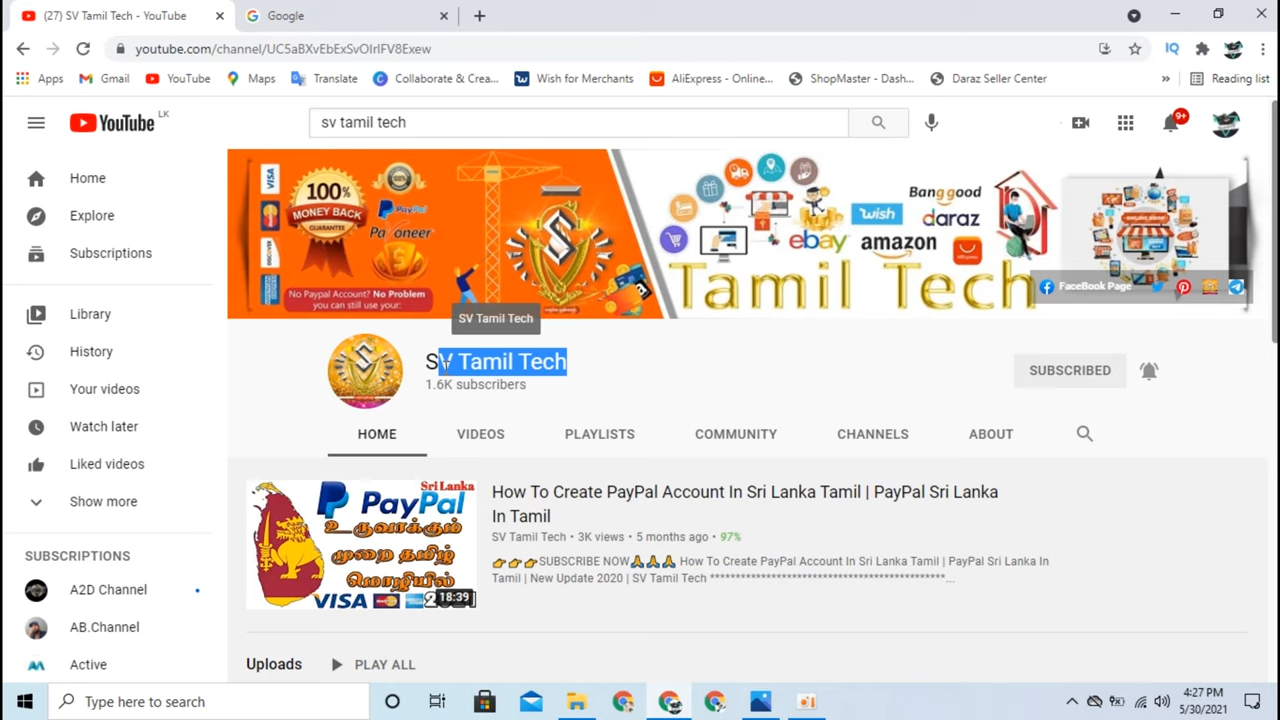 (27) SV Tamil Tech - YouTube
Google
youtube.com/channel/UC5aBXvEbExSvOIrIFV8Exew
Apps
Gmail
YouTube
Maps
Translate
Collaborate & Crea...
Wish for Merchants
AliExpress - Online...
ShopMaster - Dash...
Daraz Seller Center
»
Reading list
YouTube LK
sv tamil tech
9+
Home
Explore
Subscriptions
Library
History
Your videos
Watch later
Liked videos
Show more
SUBSCRIPTIONS
A2D Channel
AB.Channel
Active
VISA
100%
MONEY BACK
GUARANTEE
PayPal
Payoneer
DISCOVER
No Paypal Account? No Problem
you can still use your:
Banggood
wish
daraz
ebay
amazon
ONLINE SHOP
Tamil Tech
FaceBook Page
SV Tamil Tech
SV Tamil Tech
1.6K subscribers
SUBSCRIBED
HOME
VIDEOS
PLAYLISTS
COMMUNITY
CHANNELS
ABOUT
Sri Lanka
PayPal
உருவாக்கும்
முறை தமிழ்
மொழியில்
VISA
2021
18:39
How To Create PayPal Account In Sri Lanka Tamil | PayPal Sri Lanka
In Tamil
SV Tamil Tech • 3K views • 5 months ago • 97%
👉👉👉SUBSCRIBE NOW🙏🙏🙏 How To Create PayPal Account In Sri Lanka Tamil | PayPal Sri Lanka In
Tamil | New Update 2020 | SV Tamil Tech **********************************************...
Uploads
PLAY ALL
Type here to search
4:27 PM
5/30/2021